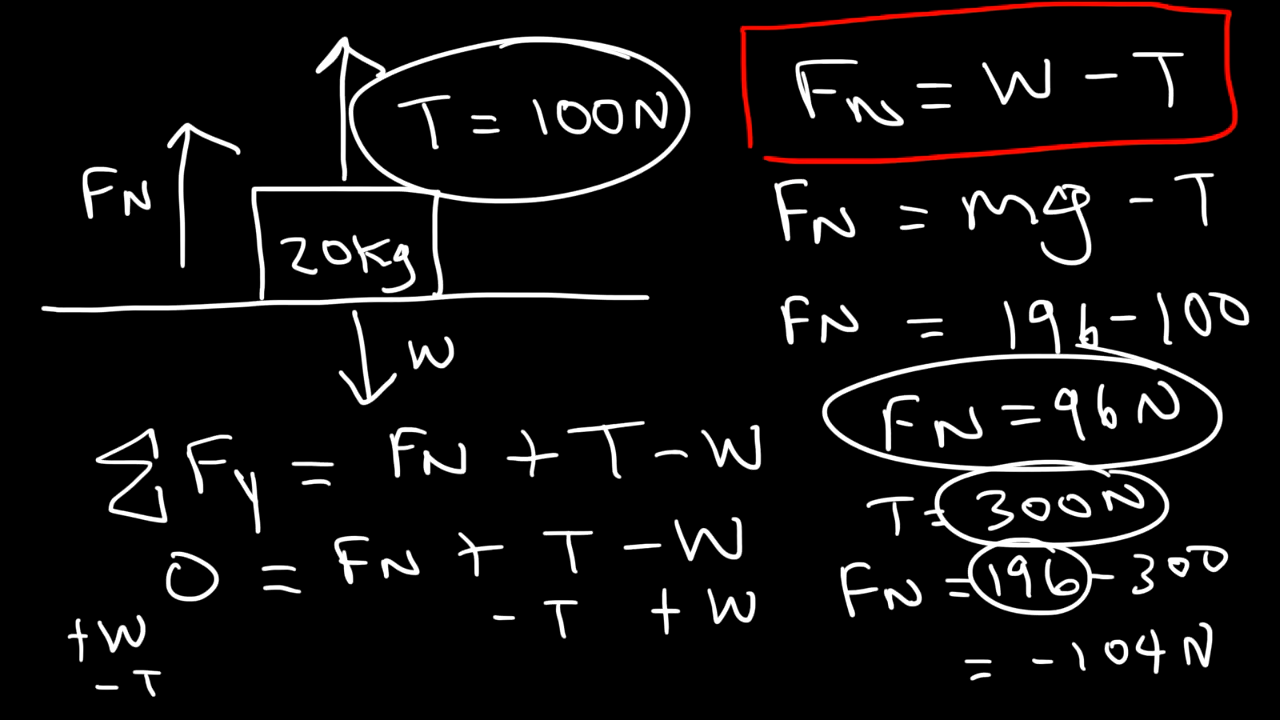 T = 100N
FN
20kg
W
ΣFy = FN + T - W
0 = FN + T - W
- T + W
+W
- T
FN = W - T
FN = mg - T
FN = 196 - 100
FN = 96N
T = 300N
FN = 196 - 300
= -104N